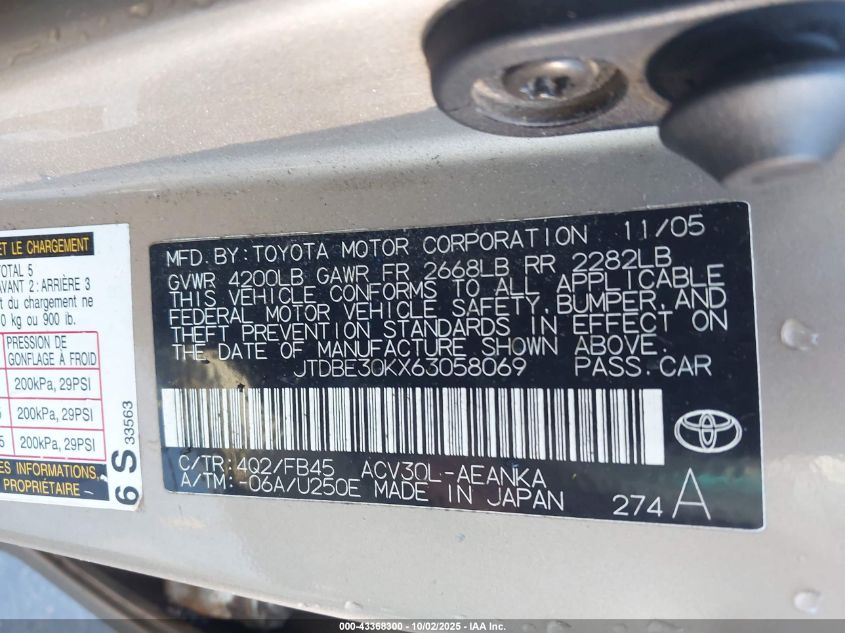 ET LE CHARGEMENT
TOTAL 5
AVANT 2 : ARRIÈRE 3
du chargement ne
kg ou 900 lb.
PRESSION DE
GONFLAGE À FROID
200kPa, 29PSI
200kPa, 29PSI
200kPa, 29PSI
INFORMATIONS
PROPRIÉTAIRE
6 S 33563
MFD. BY: TOYOTA MOTOR CORPORATION 11/05
GVWR 4200LB GAWR FR 2668LB RR 2282LB
THIS VEHICLE CONFORMS TO ALL APPLICABLE
FEDERAL MOTOR VEHICLE SAFETY, BUMPER, AND
THEFT PREVENTION STANDARDS IN EFFECT ON
THE DATE OF MANUFACTURE SHOWN ABOVE.
JTDBE30KX63058069 PASS. CAR
C/TR: 4Q2/FB45 ACV30L-AEANKA
A/TM: -06A/U250E MADE IN JAPAN
274 A
000-43368300 - 10/02/2025 - IAA Inc.